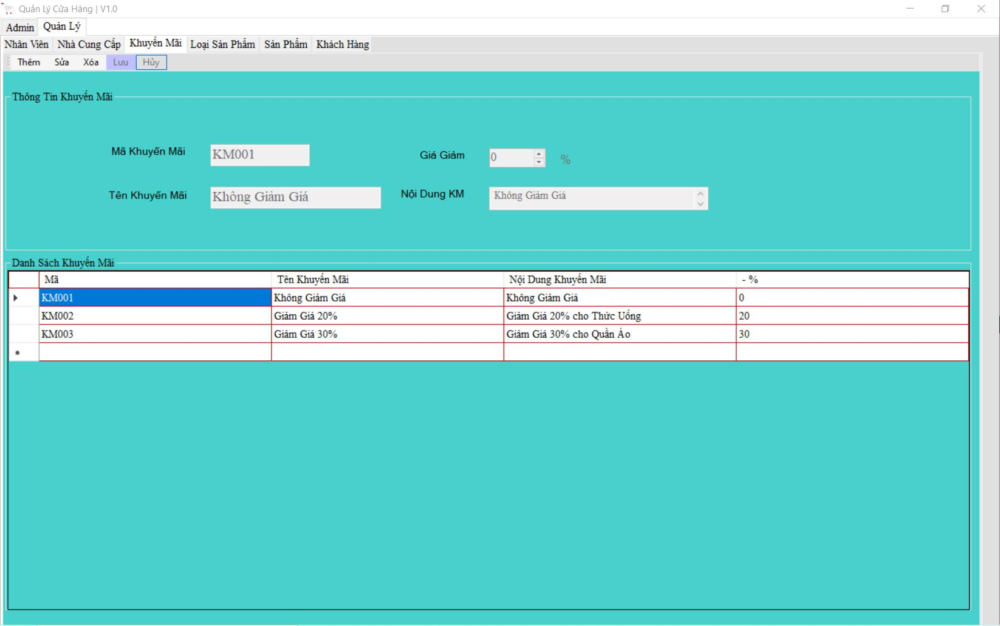 Quản Lý Cửa Hàng | V1.0
Admin Quản Lý
Nhân Viên Nhà Cung Cấp Khuyến Mãi Loại Sản Phẩm Sản Phẩm Khách Hàng
Thêm Sửa Xóa Lưu Hủy
Thông Tin Khuyến Mãi
Mã Khuyến Mãi KM001 Giá Giảm 0 %
Tên Khuyến Mãi Không Giảm Giá Nội Dung KM Không Giảm Giá
Danh Sách Khuyến Mãi
Mã Tên Khuyến Mãi Nội Dung Khuyến Mãi - %
KM001 Không Giảm Giá Không Giảm Giá 0
KM002 Giảm Giá 20% Giảm Giá 20% cho Thức Uống 20
KM003 Giảm Giá 30% Giảm Giá 30% cho Quần Áo 30